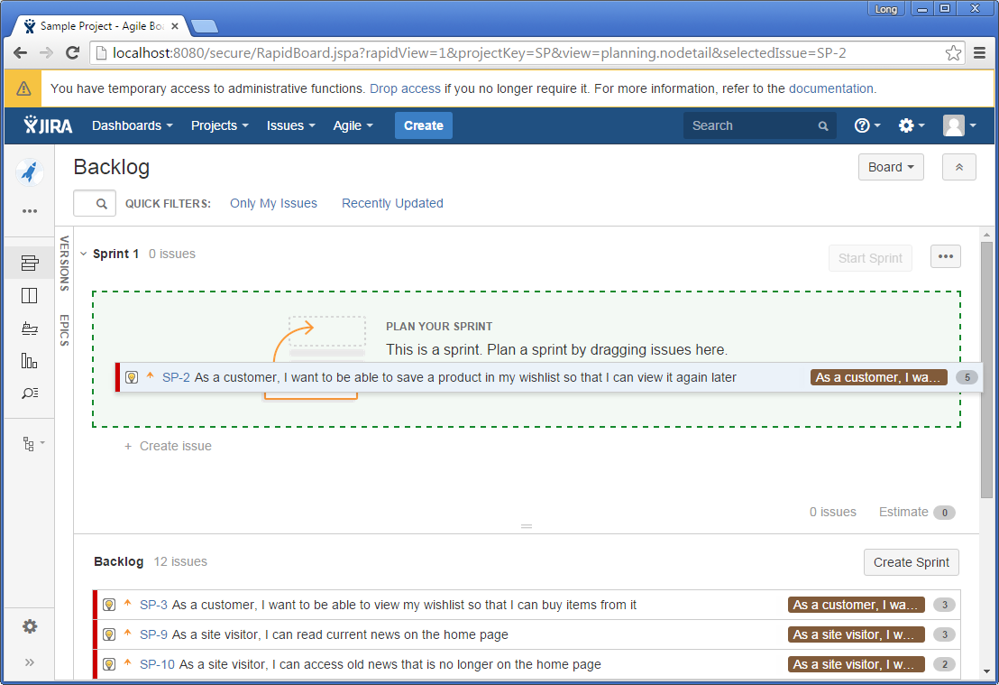 Long
Sample Project - Agile Bo
localhost:8080/secure/RapidBoard.jspa?rapidView=1&projectKey=SP&view=planning.nodetail&selectedIssue=SP-2
You have temporary access to administrative functions. Drop access if you no longer require it. For more information, refer to the documentation.
JIRA Dashboards Projects Issues Agile Create Search
Backlog
Board
QUICK FILTERS: Only My Issues Recently Updated
VERSIONS
EPICS
Sprint 1 0 issues
Start Sprint
PLAN YOUR SPRINT
This is a sprint. Plan a sprint by dragging issues here.
SP-2 As a customer, I want to be able to save a product in my wishlist so that I can view it again later As a customer, I wa... 5
+ Create issue
0 issues Estimate 0
Backlog 12 issues
Create Sprint
SP-3 As a customer, I want to be able to view my wishlist so that I can buy items from it As a customer, I wa... 3
SP-9 As a site visitor, I can read current news on the home page As a site visitor, I w... 3
SP-10 As a site visitor, I can access old news that is no longer on the home page As a site visitor, I w... 2